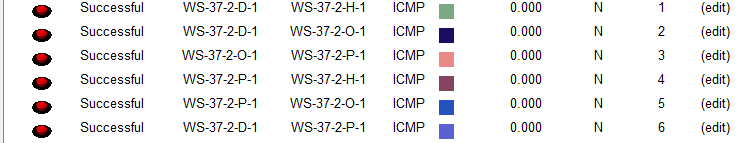 Successful WS-37-2-D-1 WS-37-2-H-1 ICMP 0.000 N 1 (edit)
Successful WS-37-2-D-1 WS-37-2-O-1 ICMP 0.000 N 2 (edit)
Successful WS-37-2-O-1 WS-37-2-P-1 ICMP 0.000 N 3 (edit)
Successful WS-37-2-P-1 WS-37-2-H-1 ICMP 0.000 N 4 (edit)
Successful WS-37-2-P-1 WS-37-2-O-1 ICMP 0.000 N 5 (edit)
Successful WS-37-2-D-1 WS-37-2-P-1 ICMP 0.000 N 6 (edit)